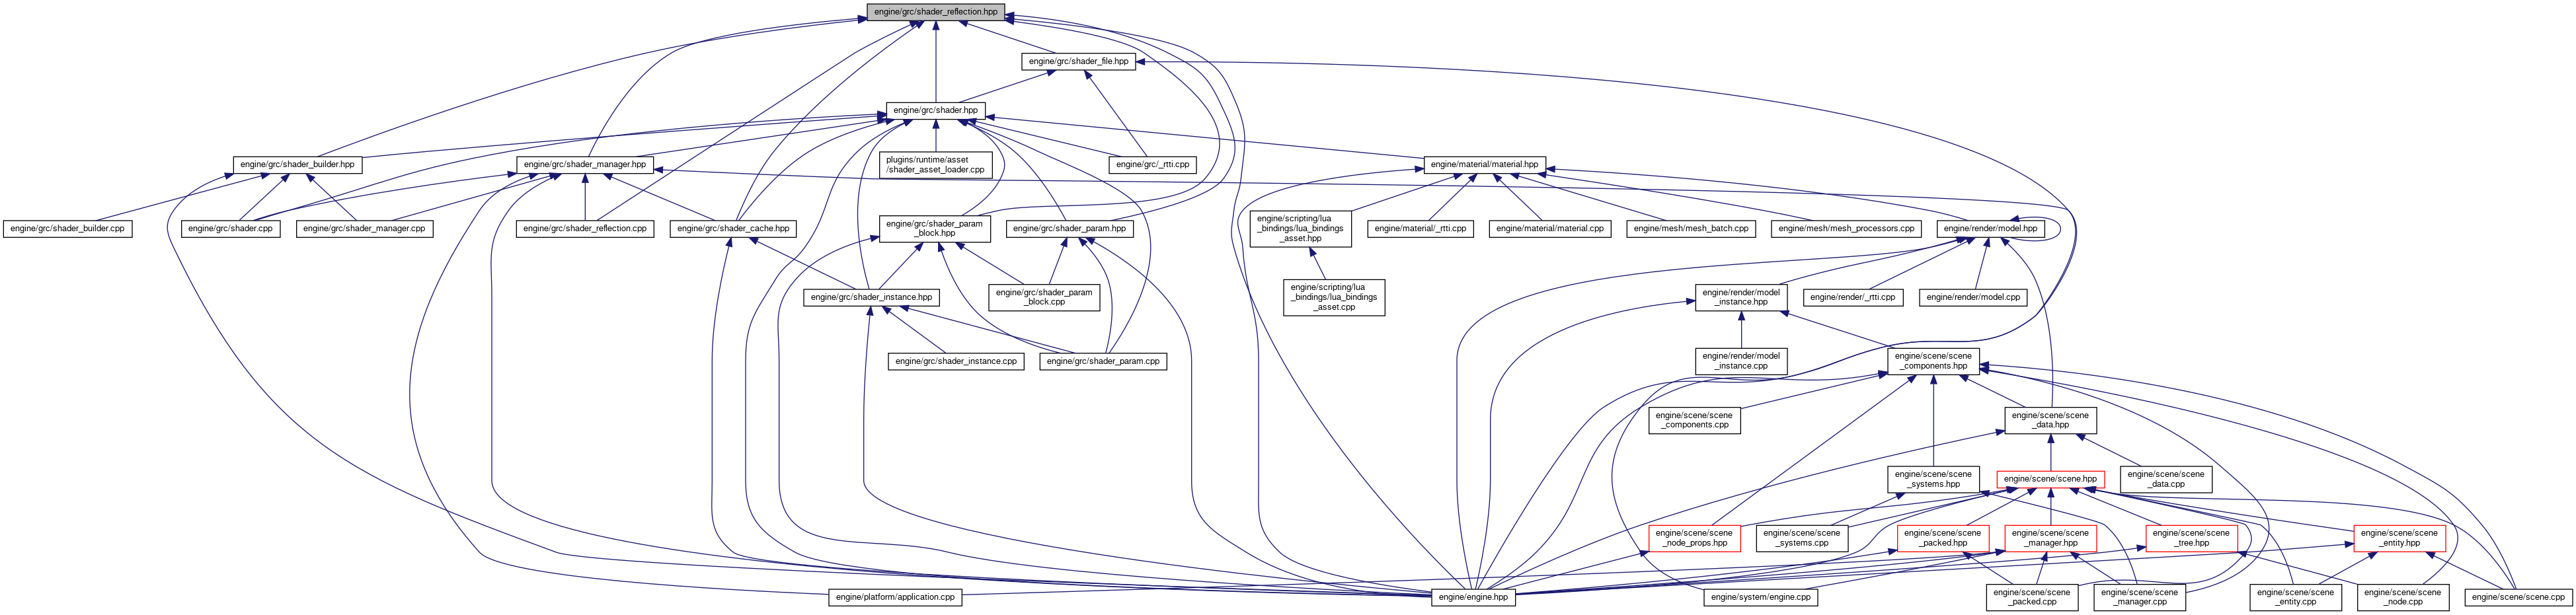 engine/grc/shader_reflection.hpp
engine/grc/shader_file.hpp
engine/grc/shader.hpp
engine/grc/shader_builder.hpp
engine/grc/shader_manager.hpp
plugins/runtime/asset
/shader_asset_loader.cpp
engine/grc/_rtti.cpp
engine/material/material.hpp
engine/grc/shader_builder.cpp
engine/grc/shader.cpp
engine/grc/shader_manager.cpp
engine/grc/shader_reflection.cpp
engine/grc/shader_cache.hpp
engine/grc/shader_param
_block.hpp
engine/grc/shader_param.hpp
engine/scripting/lua
_bindings/lua_bindings
_asset.hpp
engine/material/_rtti.cpp
engine/material/material.cpp
engine/mesh/mesh_batch.cpp
engine/mesh/mesh_processors.cpp
engine/render/model.hpp
engine/grc/shader_instance.hpp
engine/grc/shader_param
_block.cpp
engine/scripting/lua
_bindings/lua_bindings
_asset.cpp
engine/render/model
_instance.hpp
engine/render/_rtti.cpp
engine/render/model.cpp
engine/grc/shader_instance.cpp
engine/grc/shader_param.cpp
engine/render/model
_instance.cpp
engine/scene/scene
_components.hpp
engine/scene/scene
_components.cpp
engine/scene/scene
_data.hpp
engine/scene/scene
_systems.hpp
engine/scene/scene.hpp
engine/scene/scene
_data.cpp
engine/scene/scene
_node_props.hpp
engine/scene/scene
_systems.cpp
engine/scene/scene
_packed.hpp
engine/scene/scene
_manager.hpp
engine/scene/scene
_tree.hpp
engine/scene/scene
_entity.hpp
engine/platform/application.cpp
engine/engine.hpp
engine/system/engine.cpp
engine/scene/scene
_packed.cpp
engine/scene/scene
_manager.cpp
engine/scene/scene
_entity.cpp
engine/scene/scene
_node.cpp
engine/scene/scene.cpp